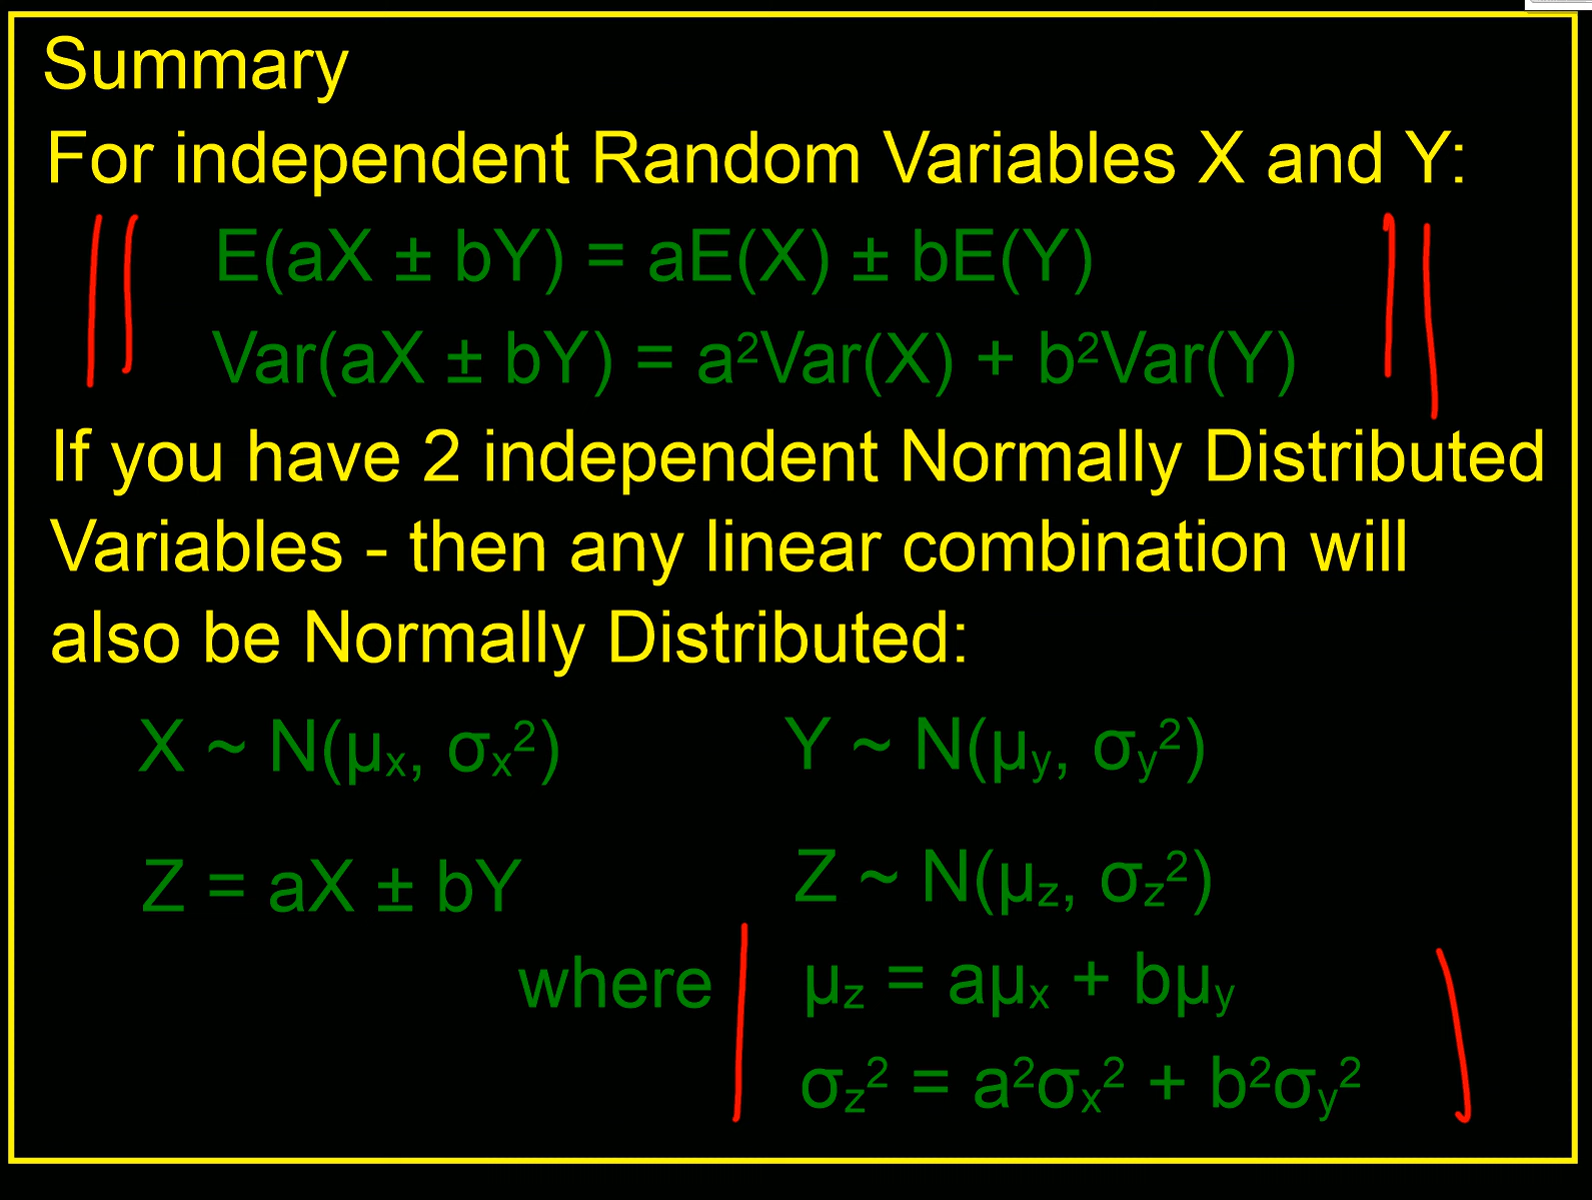 Summary
For independent Random Variables X and Y:
E(aX ± bY) = aE(X) ± bE(Y)
Var(aX ± bY) = a²Var(X) + b²Var(Y)
If you have 2 independent Normally Distributed
Variables - then any linear combination will
also be Normally Distributed:
X ~ N(μₓ, σₓ²) Y ~ N(μy, σy²)
Z = aX ± bY Z ~ N(μz, σz²)
where μz = aμₓ + bμy
σz² = a²σₓ² + b²σy²